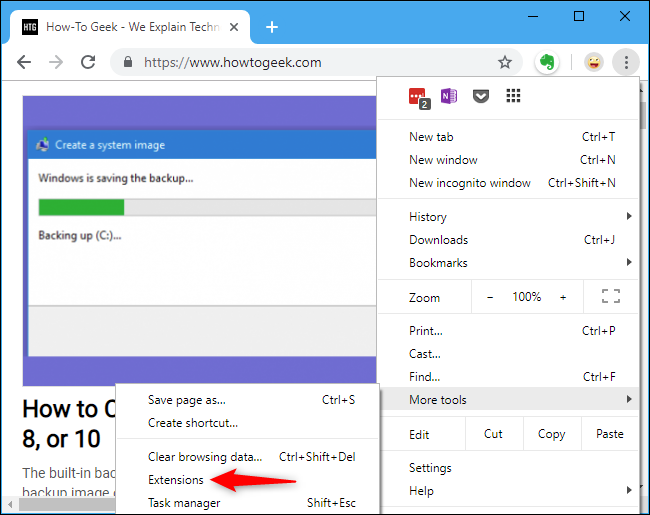 HTG How-To Geek - We Explain Techn
https://www.howtogeek.com
2
Create a system image
Windows is saving the backup...
Backing up (C:)...
New tab Ctrl+T
New window Ctrl+N
New incognito window Ctrl+Shift+N
History
Downloads Ctrl+J
Bookmarks
Zoom − 100% +
Print... Ctrl+P
Cast...
Find... Ctrl+F
More tools
Edit Cut Copy Paste
Settings
Help
Save page as... Ctrl+S
Create shortcut...
Clear browsing data... Ctrl+Shift+Del
Extensions
Task manager Shift+Esc
How to
8, or 10
The built-in
backup image